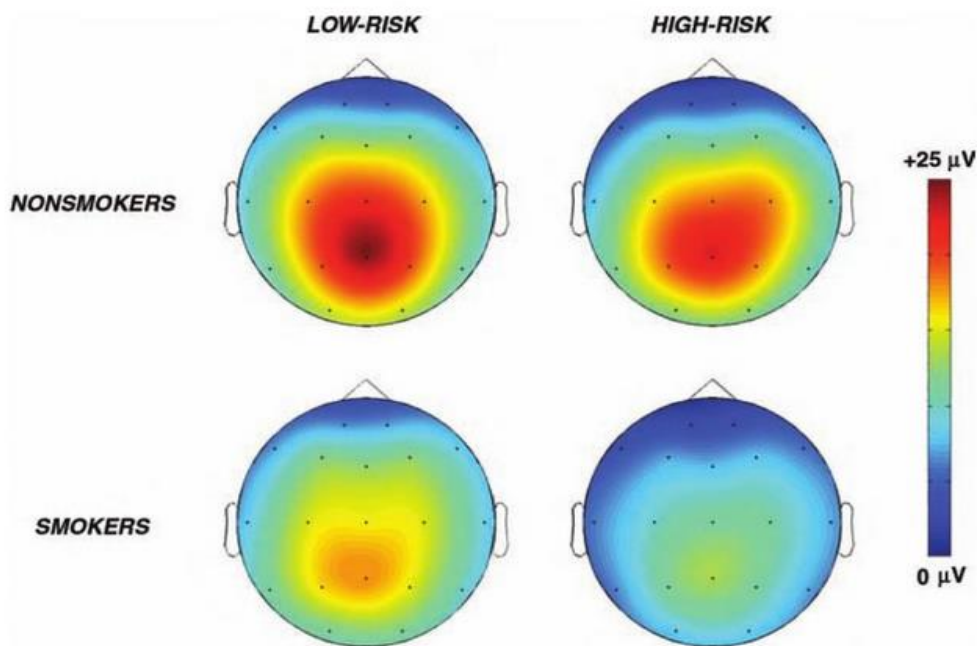 LOW-RISK
HIGH-RISK
+25 μV
NONSMOKERS
SMOKERS
0 μV